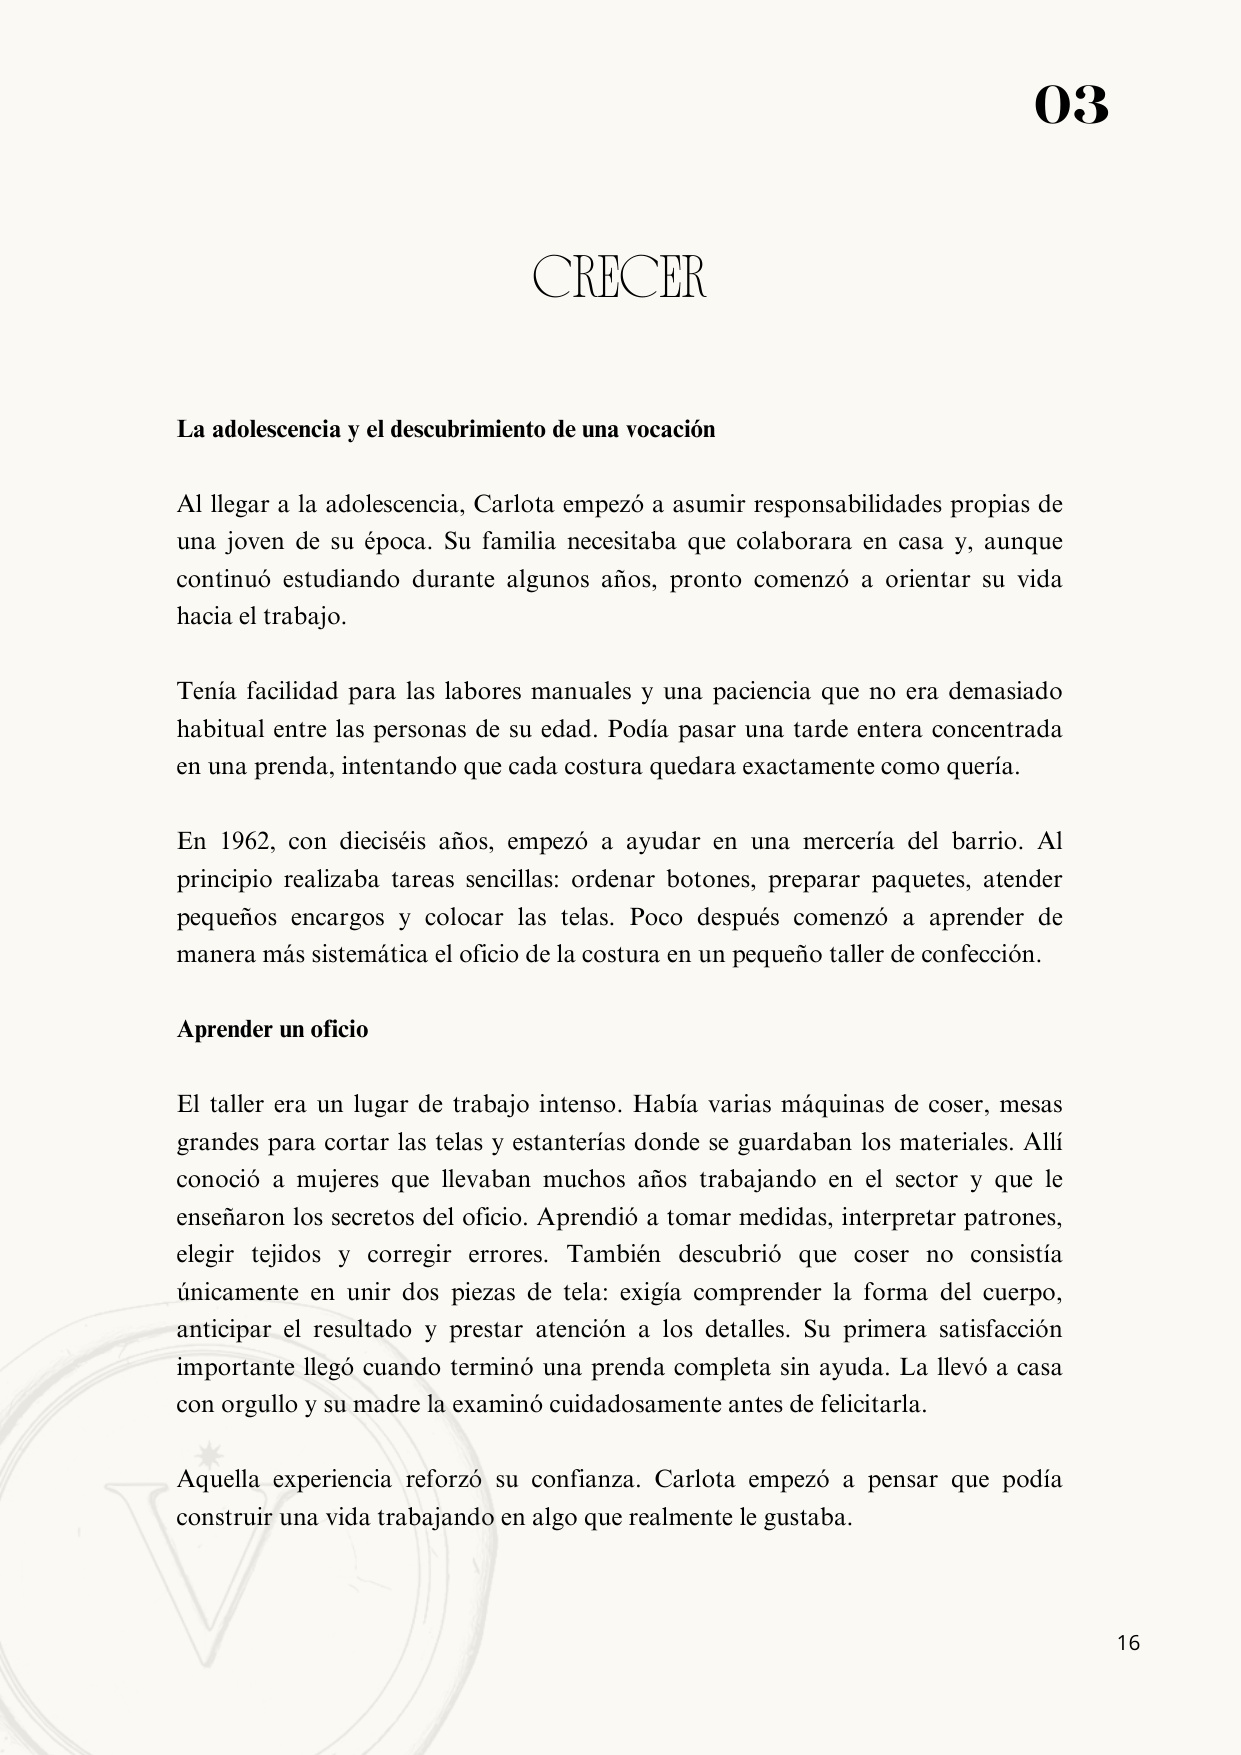 03
CRECER
La adolescencia y el descubrimiento de una vocación
Al llegar a la adolescencia, Carlota empezó a asumir responsabilidades propias de
una joven de su época. Su familia necesitaba que colaborara en casa y, aunque
continuó estudiando durante algunos años, pronto comenzó a orientar su vida
hacia el trabajo.
Tenía facilidad para las labores manuales y una paciencia que no era demasiado
habitual entre las personas de su edad. Podía pasar una tarde entera concentrada
en una prenda, intentando que cada costura quedara exactamente como quería.
En 1962, con dieciséis años, empezó a ayudar en una mercería del barrio. Al
principio realizaba tareas sencillas: ordenar botones, preparar paquetes, atender
pequeños encargos y colocar las telas. Poco después comenzó a aprender de
manera más sistemática el oficio de la costura en un pequeño taller de confección.
Aprender un oficio
El taller era un lugar de trabajo intenso. Había varias máquinas de coser, mesas
grandes para cortar las telas y estanterías donde se guardaban los materiales. Allí
conoció a mujeres que llevaban muchos años trabajando en el sector y que le
enseñaron los secretos del oficio. Aprendió a tomar medidas, interpretar patrones,
elegir tejidos y corregir errores. También descubrió que coser no consistía
únicamente en unir dos piezas de tela: exigía comprender la forma del cuerpo,
anticipar el resultado y prestar atención a los detalles. Su primera satisfacción
importante llegó cuando terminó una prenda completa sin ayuda. La llevó a casa
con orgullo y su madre la examinó cuidadosamente antes de felicitarla.
Aquella experiencia reforzó su confianza. Carlota empezó a pensar que podía
construir una vida trabajando en algo que realmente le gustaba.
V
16